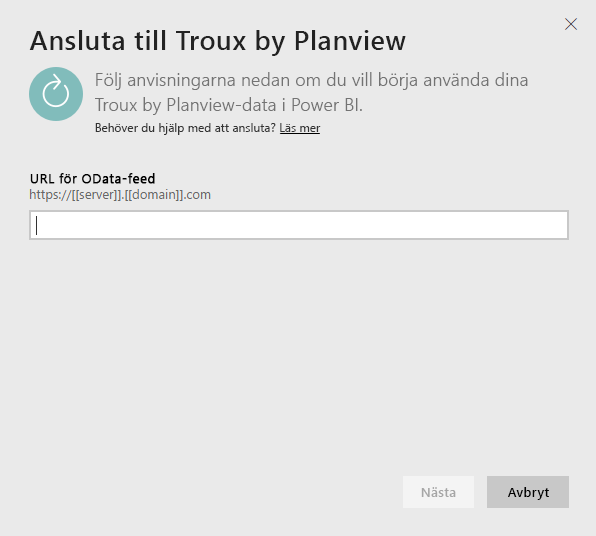 Ansluta till Troux by Planview
Följ anvisningarna nedan om du vill börja använda dina
Troux by Planview-data i Power BI.
Behöver du hjälp med att ansluta? Läs mer
URL för OData-feed
https://[[server]].[[domain]].com
Nästa
Avbryt